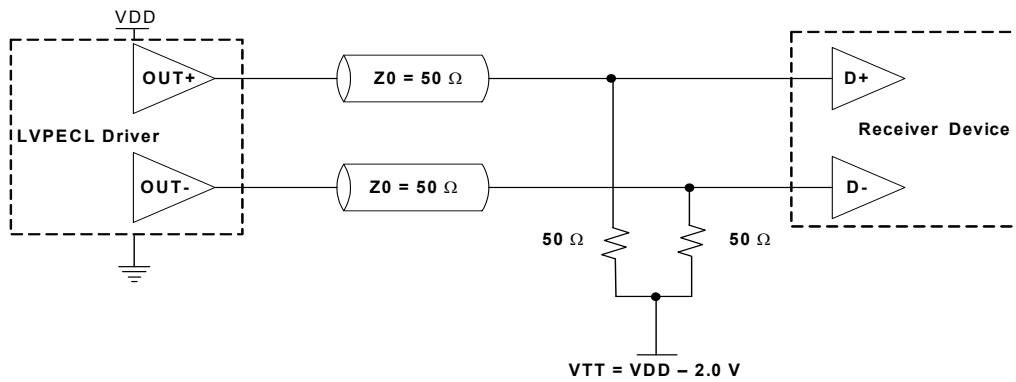 VDD
OUT+
Z0 = 50 Ω
D+
LVPECL Driver
Receiver Device
OUT-
Z0 = 50 Ω
D-
50 Ω
50 Ω
VTT = VDD – 2.0 V